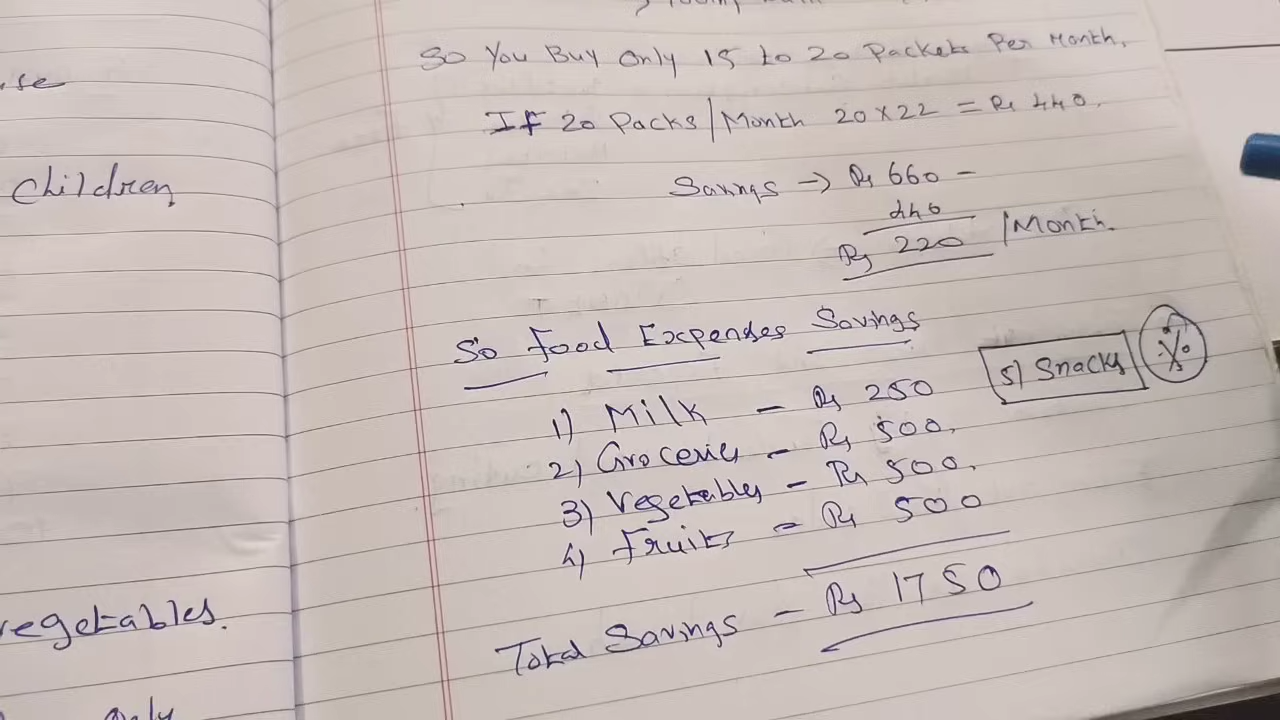 se
Children
vegetables.
only
So You Buy Only 15 to 20 Packets Per Month.
If 20 Packs/Month 20 X 22 = Rs 440.
Savings → Rs 660 -
440
Rs 220 /Month.
So Food Expenses Savings
1) Milk - Rs 250
2) Groceries - Rs 500.
3) Vegetables - Rs 500.
4) Fruits - Rs 500
5) Snacks
Total Savings - Rs 1750